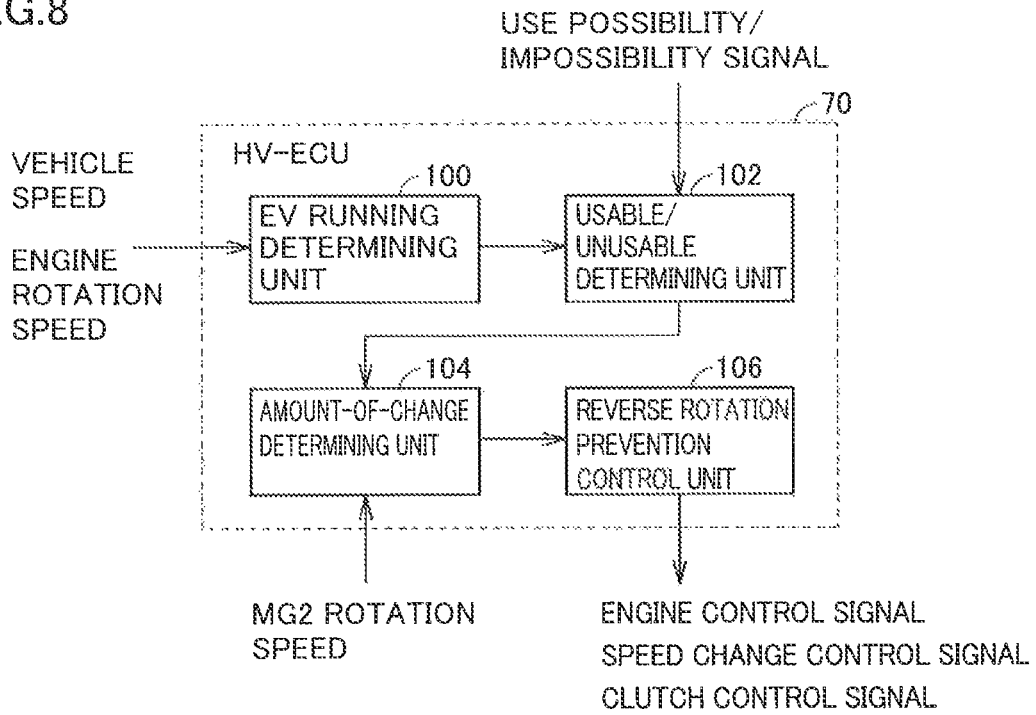 G.8
USE POSSIBILITY/
IMPOSSIBILITY SIGNAL
70
VEHICLE
SPEED
ENGINE
ROTATION
SPEED
HV-ECU
100
EV RUNNING
DETERMINING
UNIT
102
USABLE/
UNUSABLE
DETERMINING UNIT
104
AMOUNT-OF-CHANGE
DETERMINING UNIT
106
REVERSE ROTATION
PREVENTION
CONTROL UNIT
MG2 ROTATION
SPEED
ENGINE CONTROL SIGNAL
SPEED CHANGE CONTROL SIGNAL
CLUTCH CONTROL SIGNAL